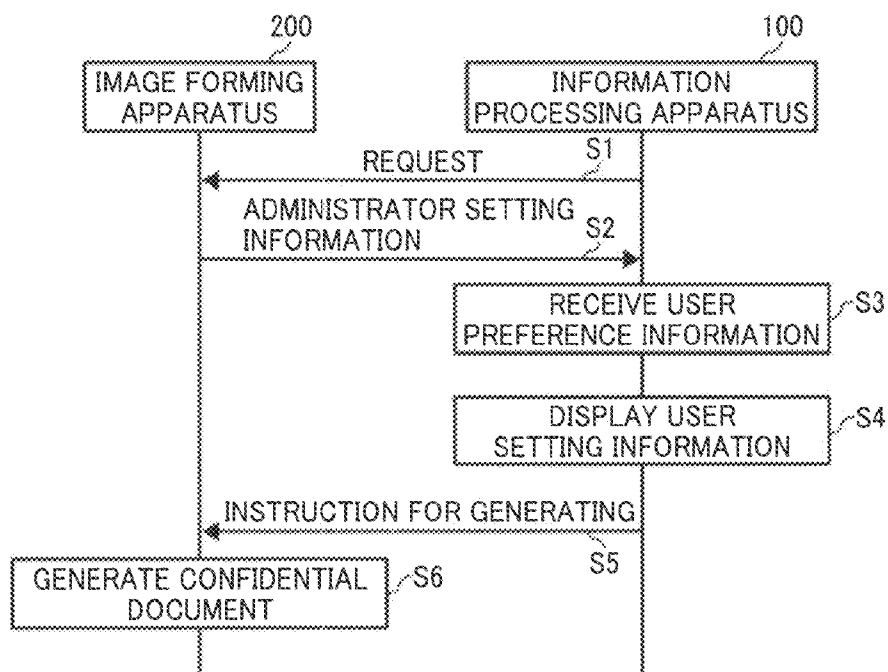 200
100
IMAGE FORMING
APPARATUS
INFORMATION
PROCESSING APPARATUS
REQUEST
S1
ADMINISTRATOR SETTING
INFORMATION
S2
RECEIVE USER
PREFERENCE INFORMATION
S3
DISPLAY USER
SETTING INFORMATION
S4
INSTRUCTION FOR GENERATING
S5
GENERATE CONFIDENTIAL
DOCUMENT
S6